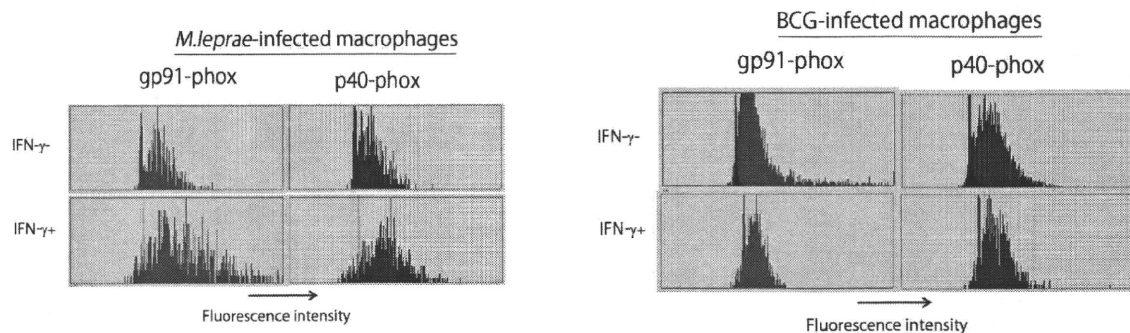 M.leprae-infected macrophages
gp91-phox p40-phox
IFN-γ-
IFN-γ+
Fluorescence intensity
BCG-infected macrophages
gp91-phox p40-phox
IFN-γ-
IFN-γ+
Fluorescence intensity